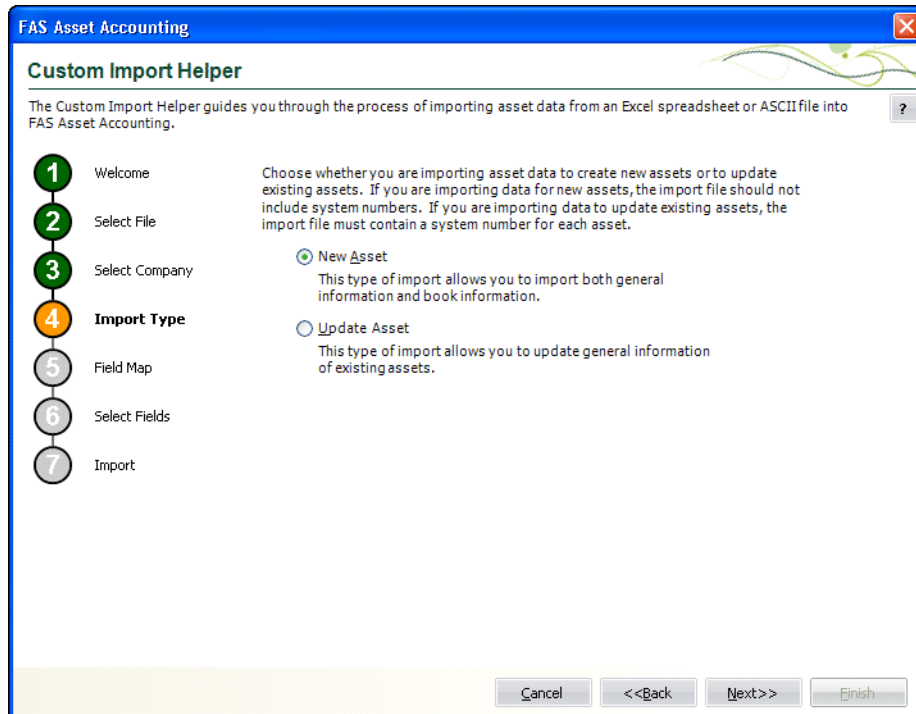 FAS Asset Accounting
Custom Import Helper
The Custom Import Helper guides you through the process of importing asset data from an Excel spreadsheet or ASCII file into
FAS Asset Accounting.
?
1 Welcome
2 Select File
3 Select Company
4 Import Type
5 Field Map
6 Select Fields
7 Import
Choose whether you are importing asset data to create new assets or to update
existing assets. If you are importing data for new assets, the import file should not
include system numbers. If you are importing data to update existing assets, the
import file must contain a system number for each asset.
New Asset
This type of import allows you to import both general
information and book information.
Update Asset
This type of import allows you to update general information
of existing assets.
Cancel <<Back Next>> Finish